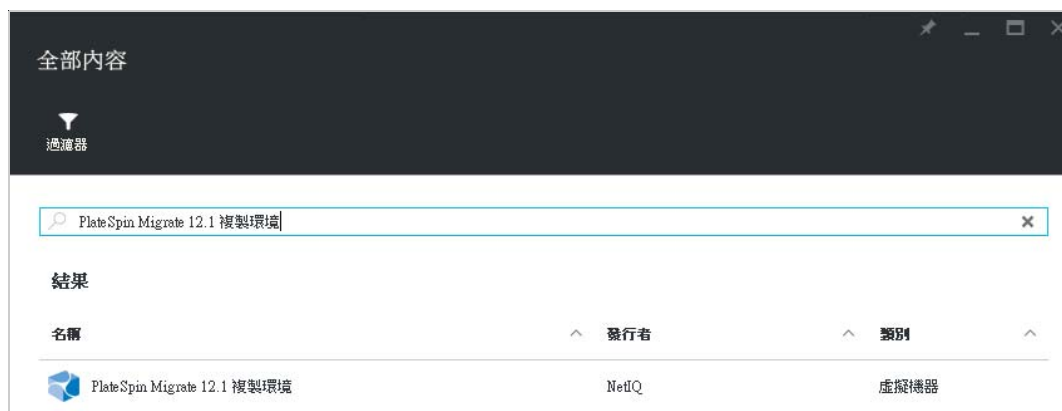 全部內容
過濾器
PlateSpin Migrate 12.1 複製環境
結果
名稱 發行者 類別
PlateSpin Migrate 12.1 複製環境 NetIQ 虛擬機器